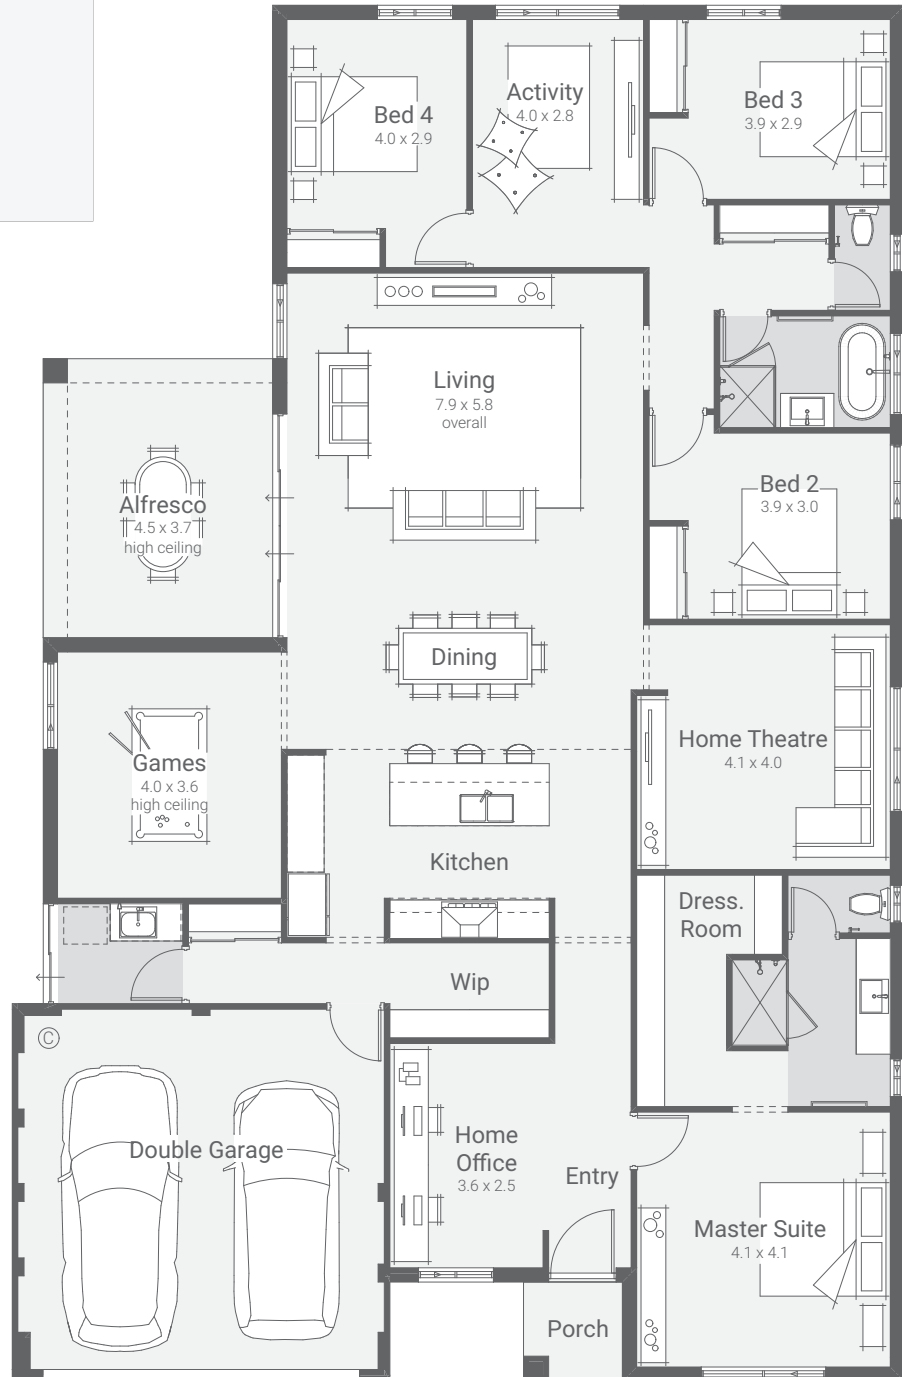 Bed 4
4.0 x 2.9
Activity
4.0 x 2.8
Bed 3
3.9 x 2.9
Living
7.9 x 5.8
overall
Alfresco
4.5 x 3.7
high ceiling
Bed 2
3.9 x 3.0
Dining
Games
4.0 x 3.6
high ceiling
Home Theatre
4.1 x 4.0
Kitchen
Dress.
Room
Wip
C
Double Garage
Home
Office
3.6 x 2.5
Entry
Master Suite
4.1 x 4.1
Porch